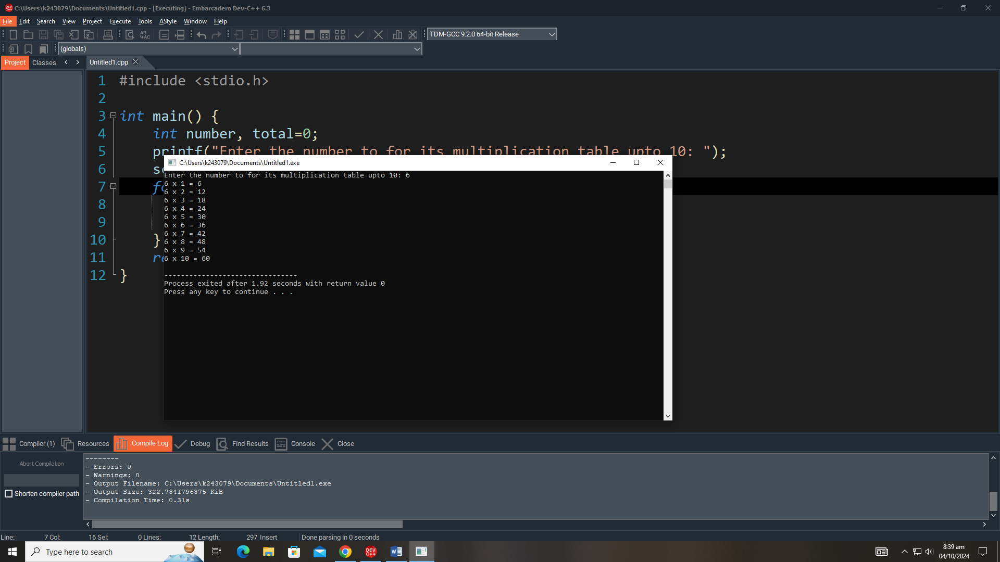 C:\Users\k243079\Documents\Untitled1.cpp - [Executing] - Embarcadero Dev-C++ 6.3
File Edit Search View Project Execute Tools AStyle Window Help
TDM-GCC 9.2.0 64-bit Release
(globals)
Project Classes Untitled1.cpp
1 #include <stdio.h>
2
3 int main() {
4 int number, total=0;
5 printf("Enter the number to for its multiplication table upto 10: ");
6
7
8
9
10 }
11
12 }
C:\Users\k243079\Documents\Untitled1.exe
Enter the number to for its multiplication table upto 10: 6
6 x 1 = 6
6 x 2 = 12
6 x 3 = 18
6 x 4 = 24
6 x 5 = 30
6 x 6 = 36
6 x 7 = 42
6 x 8 = 48
6 x 9 = 54
6 x 10 = 60
--------------------------------
Process exited after 1.92 seconds with return value 0
Press any key to continue . . .
Compiler (1) Resources Compile Log Debug Find Results Console Close
Abort Compilation
Shorten compiler path
--------
- Errors: 0
- Warnings: 0
- Output Filename: C:\Users\k243079\Documents\Untitled1.exe
- Output Size: 322.7841796875 KiB
- Compilation Time: 0.31s
Line: 7 Col: 16 Sel: 0 Lines: 12 Length: 297 Insert Done parsing in 0 seconds
Type here to search
DEV C++
8:39 am
04/10/2024